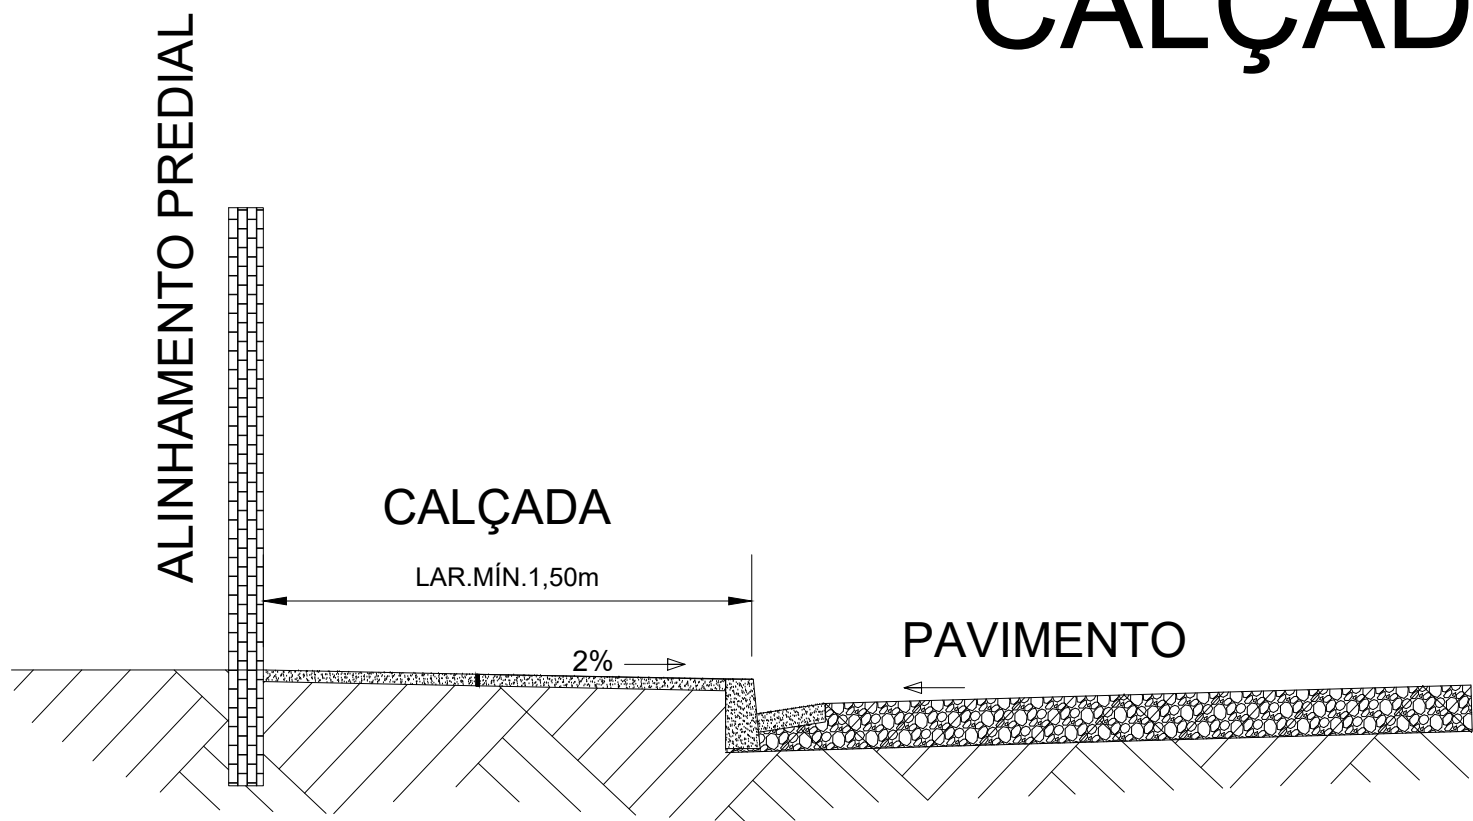 CALÇAD
ALINHAMENTO PREDIAL
CALÇADA
LAR.MÍN.1,50m
2%
PAVIMENTO